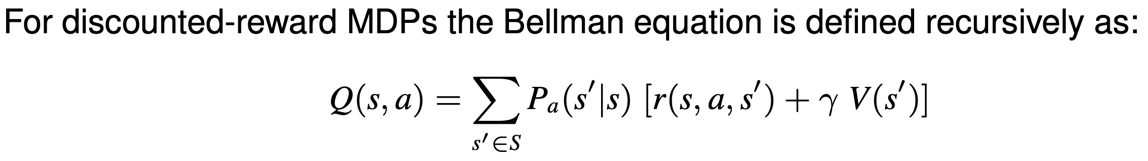 For discounted-reward MDPs the Bellman equation is defined recursively as:
Q(s, a) = ∑_{s′∈S} P_a(s′|s) [r(s, a, s′) + γ V(s′)]